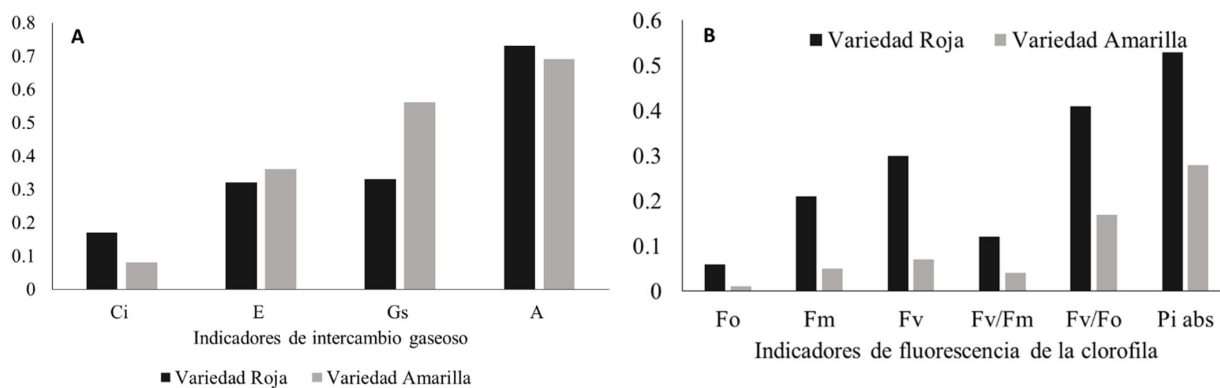 A
0.8
0.7
0.6
0.5
0.4
0.3
0.2
0.1
0
Ci E Gs A
Indicadores de intercambio gaseoso
Variedad Roja Variedad Amarilla
B
Variedad Roja Variedad Amarilla
0.6
0.5
0.4
0.3
0.2
0.1
0
Fo Fm Fv Fv/Fm Fv/Fo Pi abs
Indicadores de fluorescencia de la clorofila